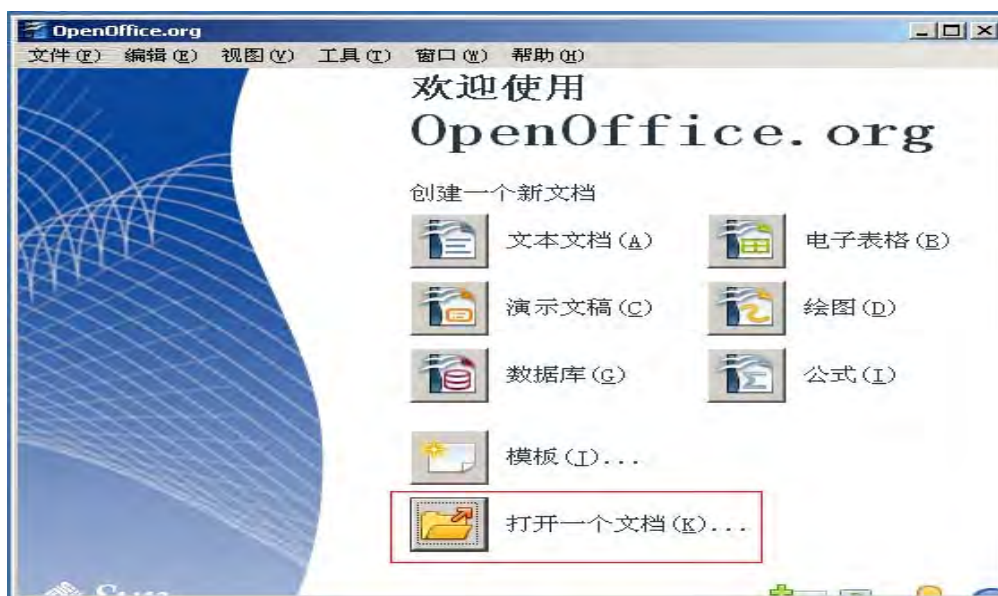 OpenOffice.org
文件(F) 编辑(E) 视图(V) 工具(T) 窗口(W) 帮助(H)
欢迎使用
OpenOffice.org
创建一个新文档
文本文档(A) 电子表格(B)
演示文稿(C) 绘图(D)
数据库(G) 公式(I)
模板(J)...
打开一个文档(K)...